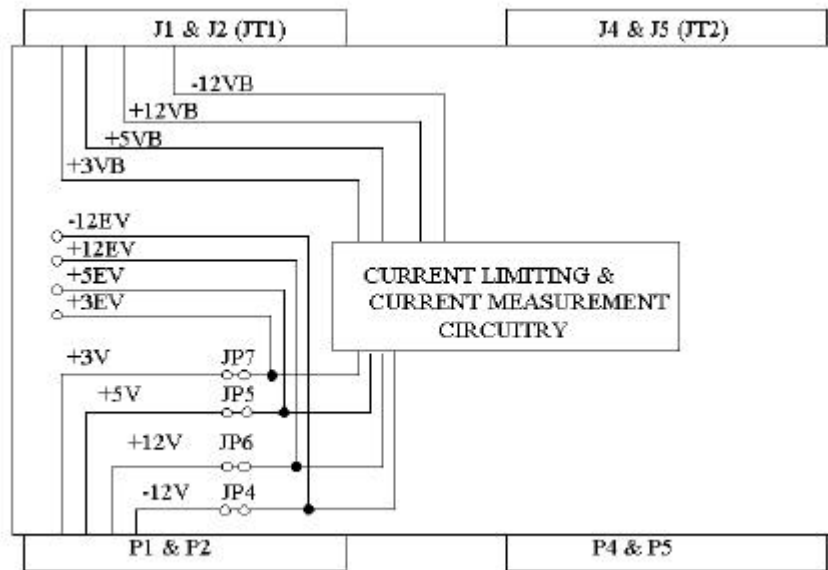 J1 & J2 (JT1)
J4 & J5 (JT2)
-12VB
+12VB
+5VB
+3VB
-12EV
+12EV
+5EV
+3EV
CURRENT LIMITING &
CURRENT MEASUREMENT
CIRCUITRY
+3V
JP7
+5V
JP5
+12V
JP6
-12V
JP4
P1 & P2
P4 & P5